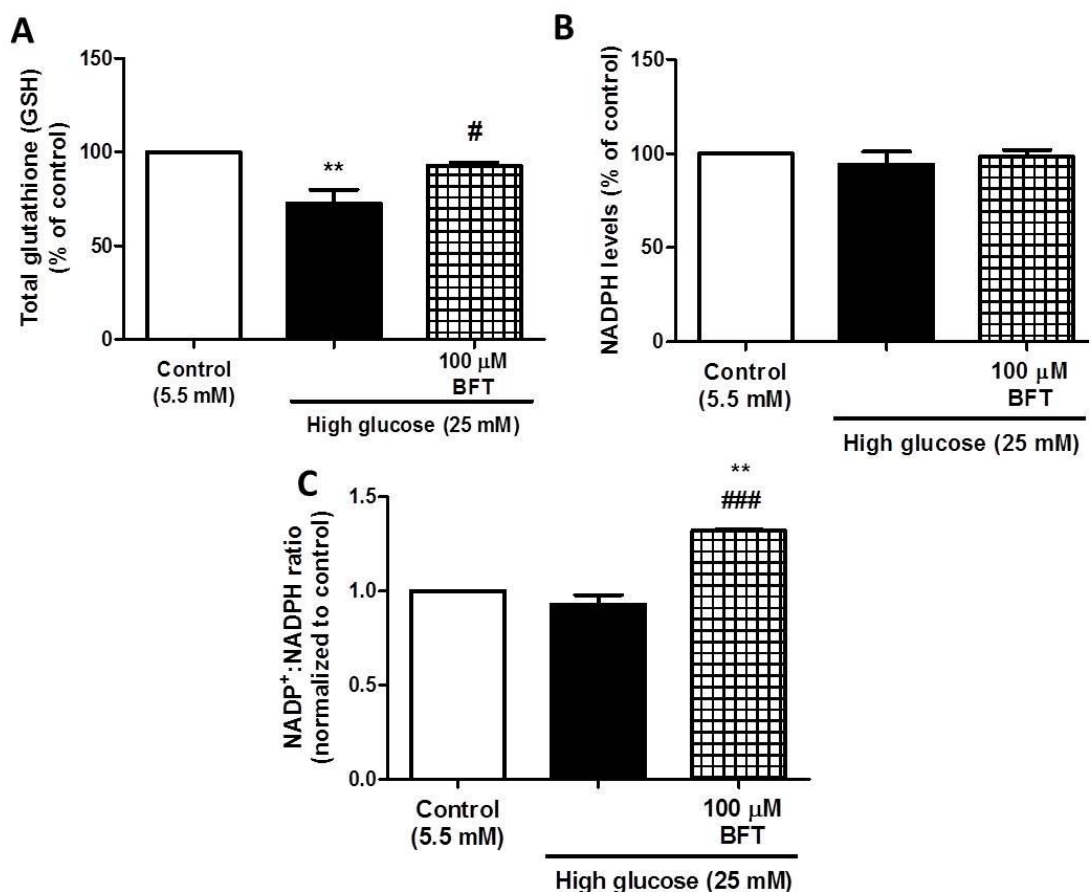 A
Total glutathione (GSH)
(% of control)
150
100
50
0
**
#
Control
(5.5 mM)
100 μM
BFT
High glucose (25 mM)
B
NADPH levels (% of control)
150
100
50
0
Control
(5.5 mM)
100 μM
BFT
High glucose (25 mM)
C
NADP⁺:NADPH ratio
(normalized to control)
1.5
1.0
0.5
0.0
**
###
Control
(5.5 mM)
100 μM
BFT
High glucose (25 mM)